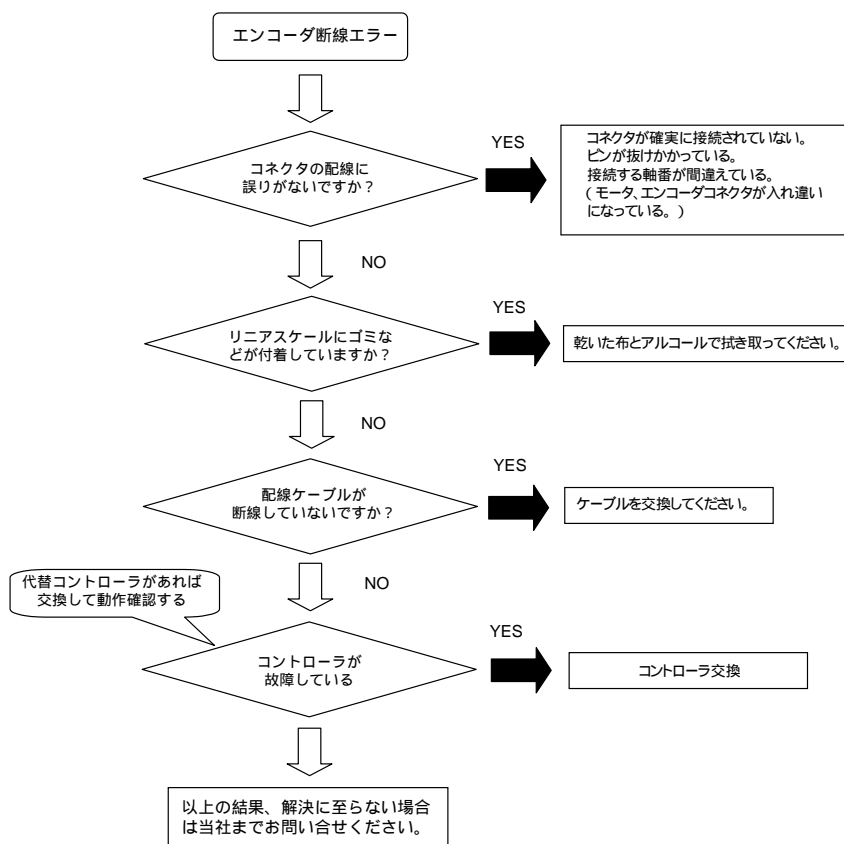 エンコーダ断線エラー
コネクタの配線に
誤りがないですか？
YES
コネクタが確実に接続されていない。
ピンが抜けかかっている。
接続する軸番が間違えている。
(モータ、エンコーダコネクタが入れ違い
になっている。)
NO
リニアスケールにゴミな
どが付着していますか？
YES
乾いた布とアルコールで拭き取ってください。
NO
配線ケーブルが
断線していないですか？
YES
ケーブルを交換してください。
NO
代替コントローラがあれば
交換して動作確認する
コントローラが
故障している
YES
コントローラ交換
以上の結果、解決に至らない場合
は当社までお問い合せください。